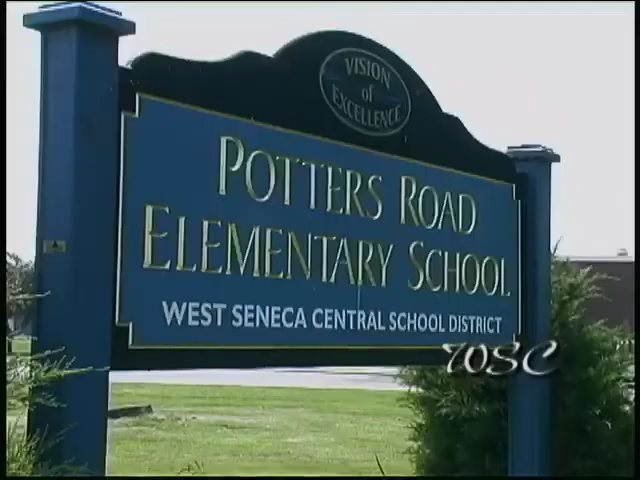 VISION
of
EXCELLENCE
POTTERS ROAD
ELEMENTARY SCHOOL
WEST SENECA CENTRAL SCHOOL DISTRICT
WSC